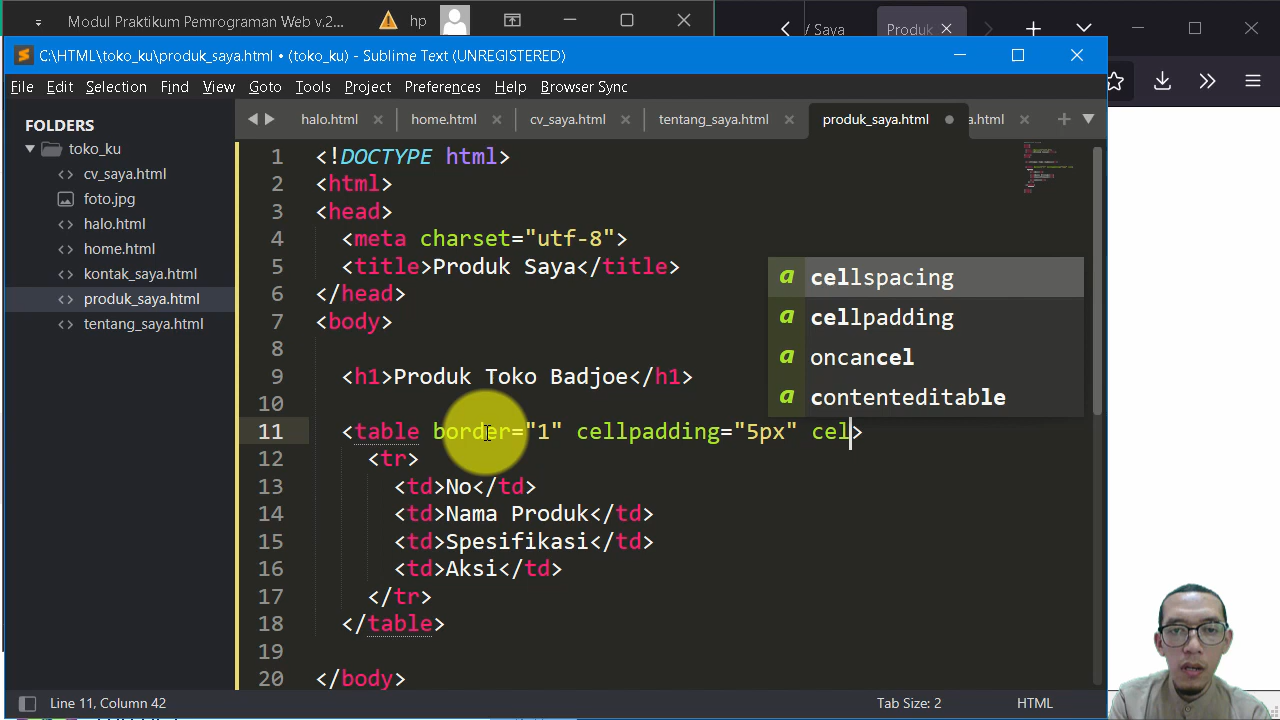 Modul Praktikum Pemrograman Web v.2... hp
/ Saya Produk
C:\HTML\toko_ku\produk_saya.html • (toko_ku) - Sublime Text (UNREGISTERED)
File Edit Selection Find View Goto Tools Project Preferences Help Browser Sync
FOLDERS
toko_ku
cv_saya.html
foto.jpg
halo.html
home.html
kontak_saya.html
produk_saya.html
tentang_saya.html
halo.html home.html cv_saya.html tentang_saya.html produk_saya.html a.html
1 <!DOCTYPE html>
2 <html>
3 <head>
4 <meta charset="utf-8">
5 <title>Produk Saya</title>
6 </head>
7 <body>
8
9 <h1>Produk Toko Badjoe</h1>
10
11 <table border="1" cellpadding="5px" cel>
12 <tr>
13 <td>No</td>
14 <td>Nama Produk</td>
15 <td>Spesifikasi</td>
16 <td>Aksi</td>
17 </tr>
18 </table>
19
20 </body>
a cellspacing
a cellpadding
a oncancel
a contenteditable
Line 11, Column 42 Tab Size: 2 HTML